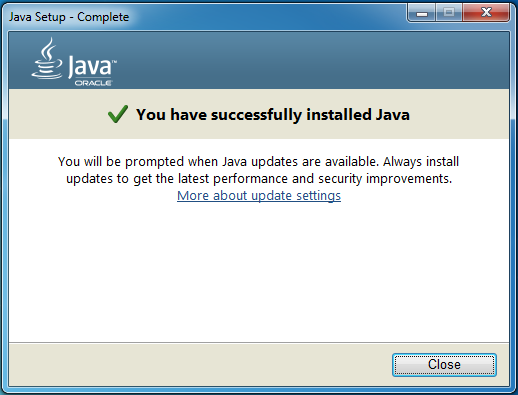 Java Setup - Complete
Java™
ORACLE
You have successfully installed Java
You will be prompted when Java updates are available. Always install
updates to get the latest performance and security improvements.
More about update settings
Close